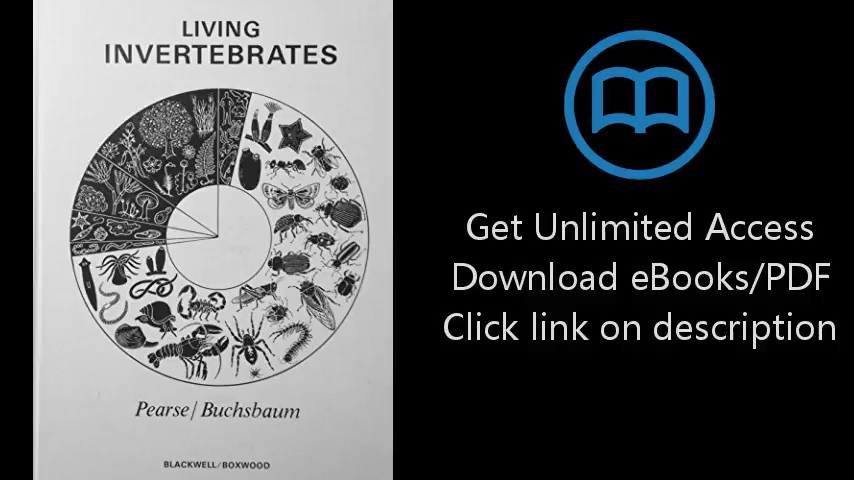 LIVING
INVERTEBRATES
Pearse/Buchsbaum
BLACKWELL/BOXWOOD
Get Unlimited Access
Download eBooks/PDF
Click link on description